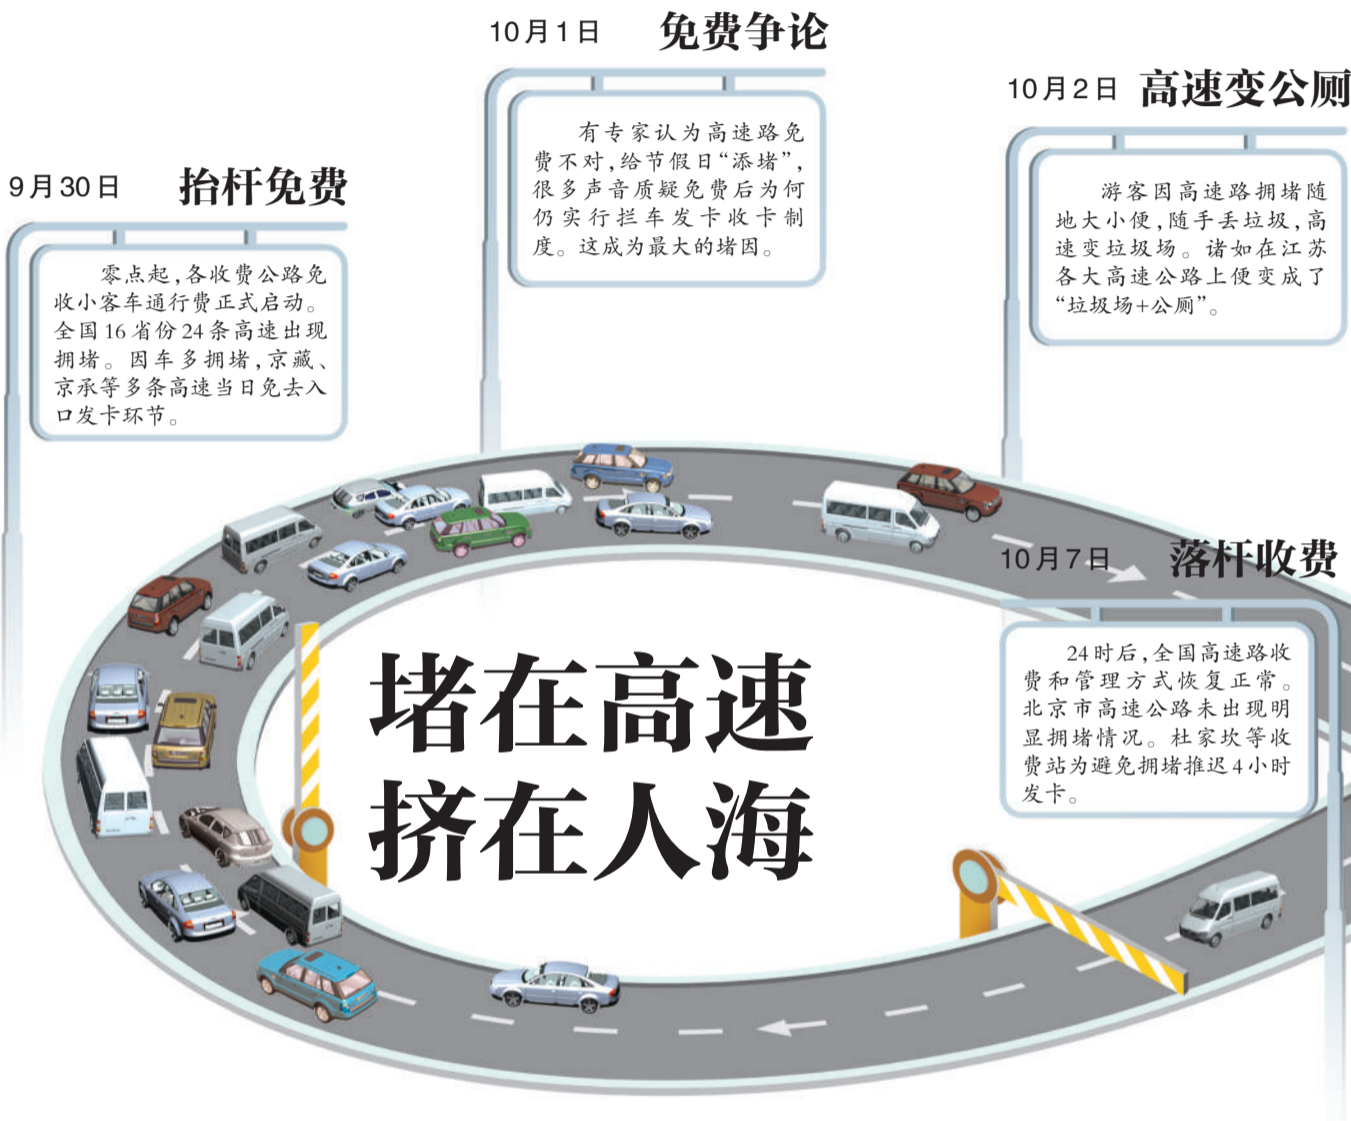 9月30日 抬杆免费
零点起,各收费公路免
收小客车通行费正式启动。
全国16省份24条高速出现
拥堵。因车多拥堵,京藏、
京承等多条高速当日免去入
口发卡环节。
10月1日 免费争论
有专家认为高速路免
费不对,给节假日“添堵”,
很多声音质疑免费后为何
仍实行拦车发卡收卡制
度。这成为最大的堵因。
10月2日 高速变公厕
游客因高速路拥堵随
地大小便,随手丢垃圾,高
速变垃圾场。诸如在江苏
各大高速公路上便变成了
“垃圾场+公厕”。
10月7日 落杆收费
24时后,全国高速路收
费和管理方式恢复正常。
北京市高速公路未出现明
显拥堵情况。杜家坎等收
费站为避免拥堵推迟4小时
发卡。
堵在高速
挤在人海